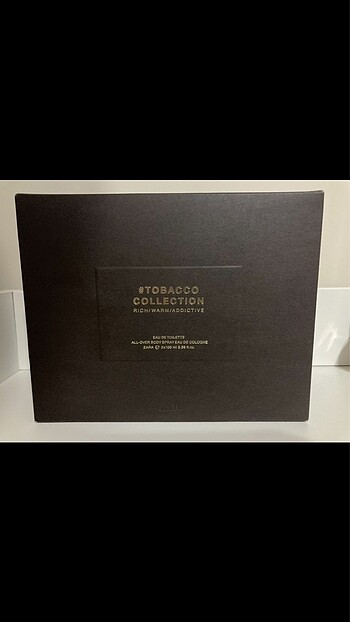 #TOBACCO
COLLECTION
RICH/WARM/ADDICTIVE
EAU DE TOILETTE
ALL-OVER BODY SPRAY EAU DE COLOGNE
ZARA